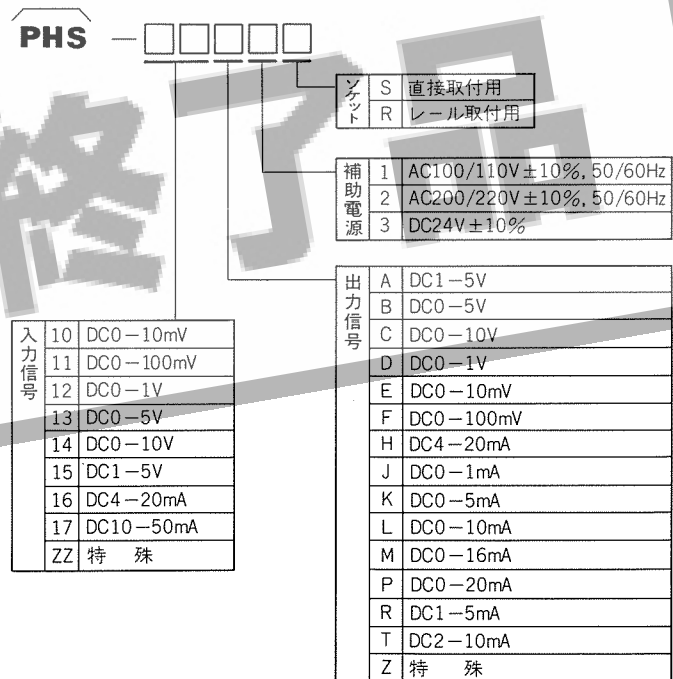 PHS —
ソケット
S 直接取付用
R レール取付用
補助電源
1 AC100/110V±10%, 50/60Hz
2 AC200/220V±10%, 50/60Hz
3 DC24V±10%
出力信号
A DC1−5V
B DC0−5V
C DC0−10V
D DC0−1V
E DC0−10mV
F DC0−100mV
H DC4−20mA
J DC0−1mA
K DC0−5mA
L DC0−10mA
M DC0−16mA
P DC0−20mA
R DC1−5mA
T DC2−10mA
Z 特 殊
入力信号
10 DC0−10mV
11 DC0−100mV
12 DC0−1V
13 DC0−5V
14 DC0−10V
15 DC1−5V
16 DC4−20mA
17 DC10−50mA
ZZ 特 殊
終了品